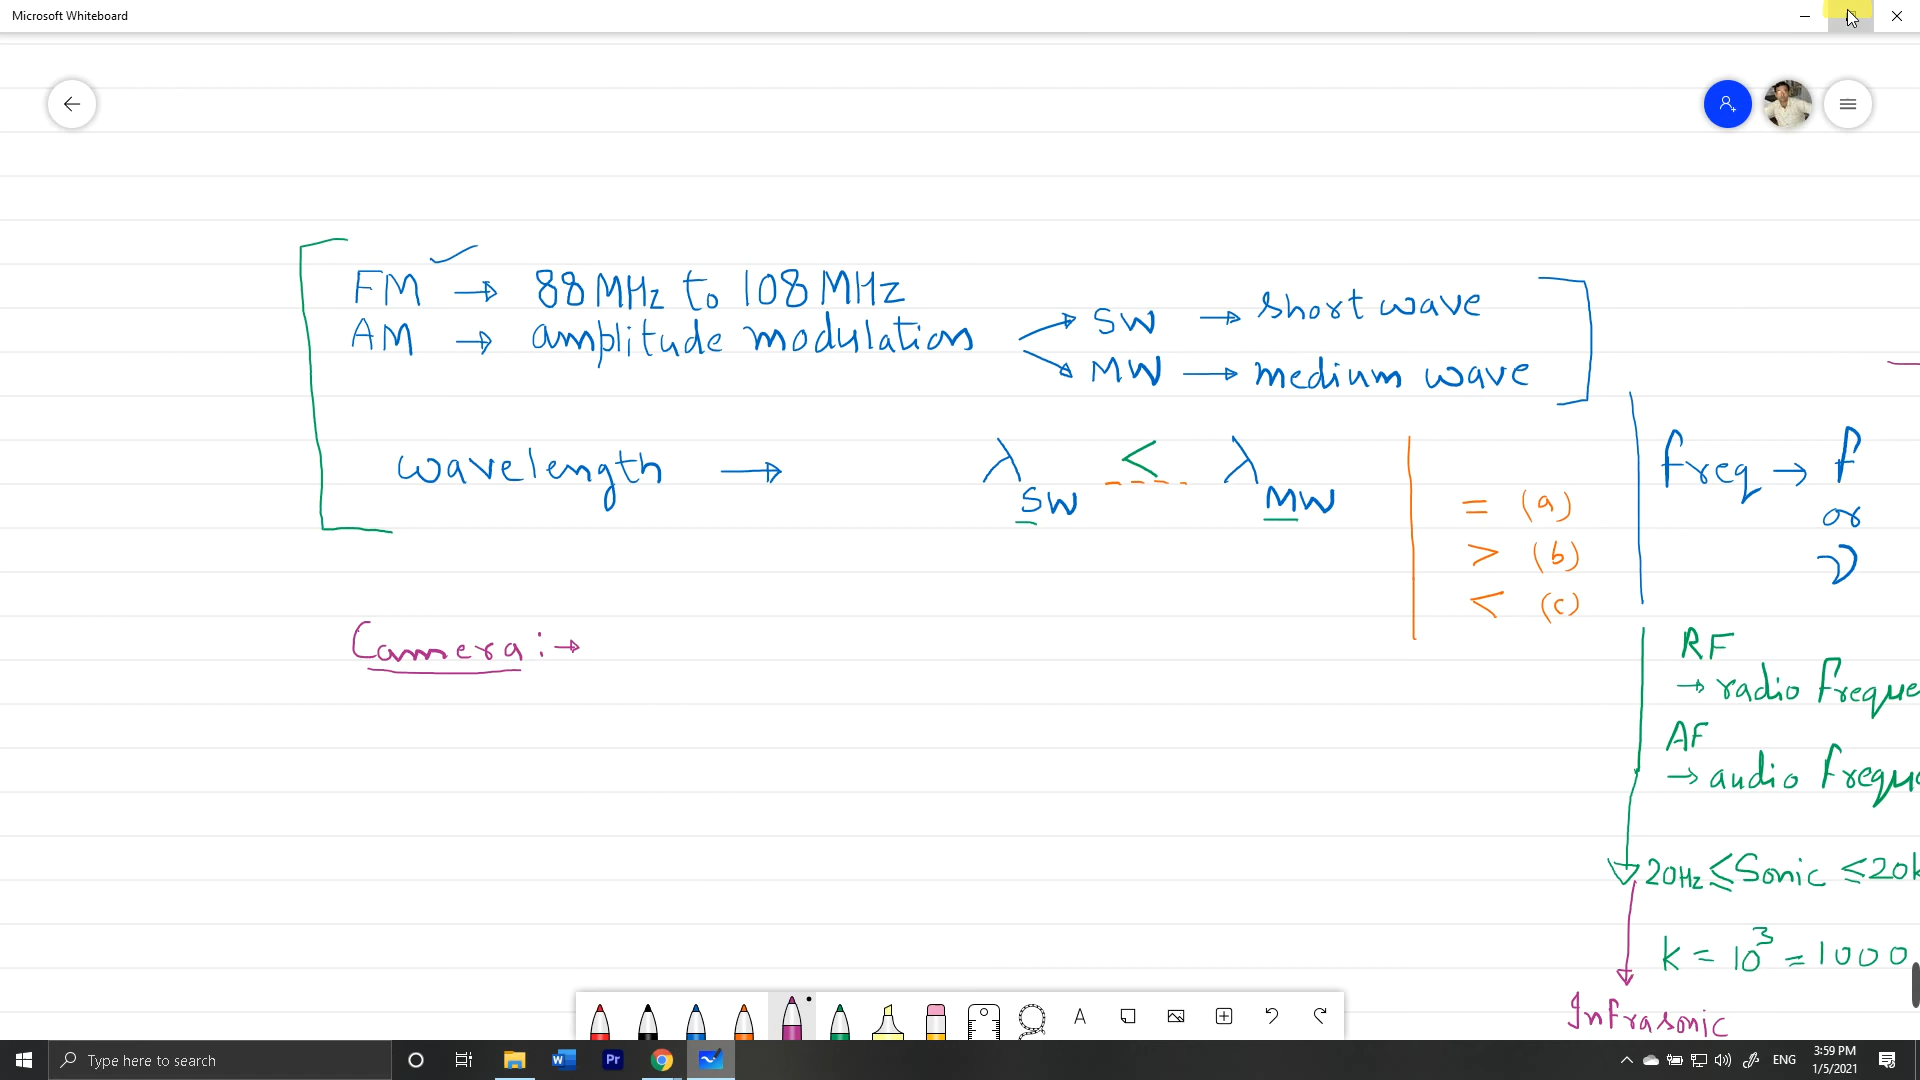 Microsoft Whiteboard
FM → 88 MHz to 108 MHz
AM → amplitude modulation
SW → short wave
MW → medium wave
wavelength → λ SW < λ MW
= (a)
> (b)
< (c)
freq → f
or
ν
Camera : →
RF
→ radio freque
AF
→ audio freque
20Hz ≤ Sonic ≤ 20k
k = 10³ = 1000
Infrasonic
A
Type here to search
W
Pr
ENG
3:59 PM
1/5/2021